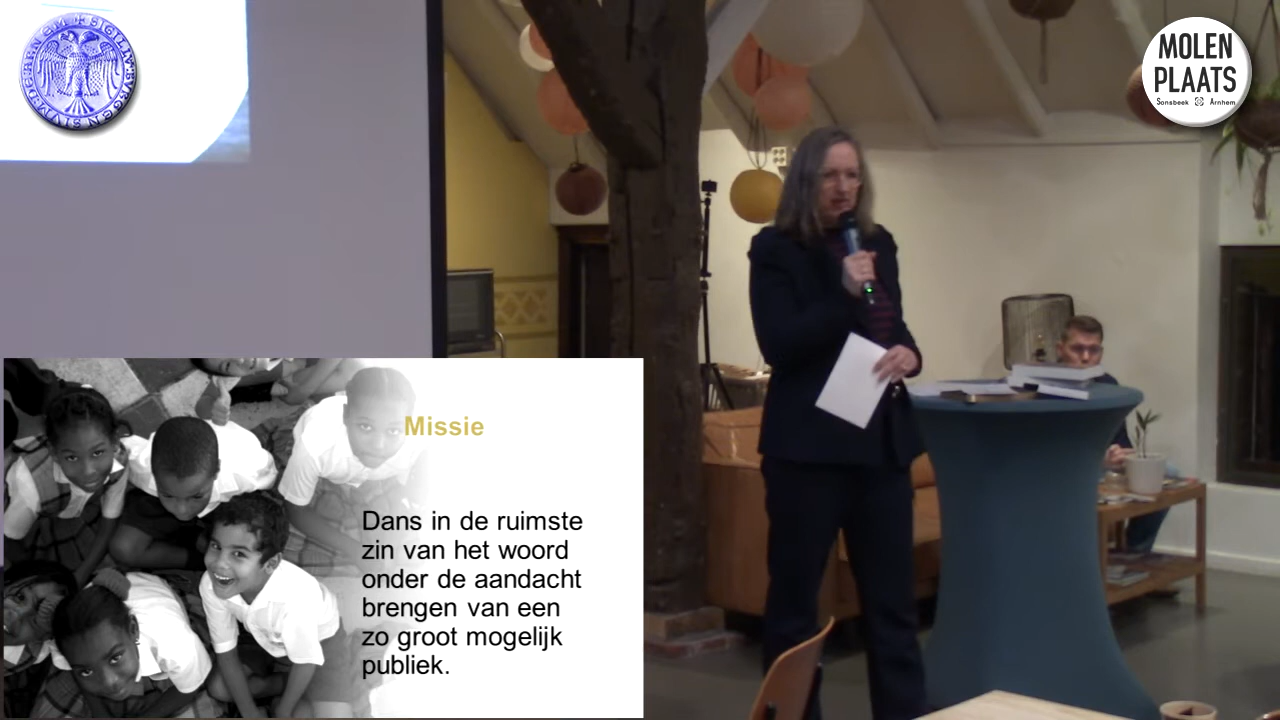 MOLEN
PLAATS
Sonsbeek Arnhem
Missie
Dans in de ruimste
zin van het woord
onder de aandacht
brengen van een
zo groot mogelijk
publiek.